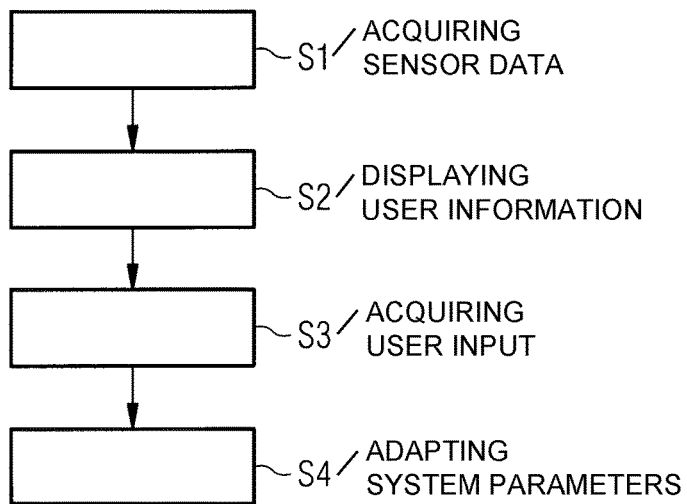 S1 / ACQUIRING
SENSOR DATA
S2 / DISPLAYING
USER INFORMATION
S3 / ACQUIRING
USER INPUT
S4 / ADAPTING
SYSTEM PARAMETERS